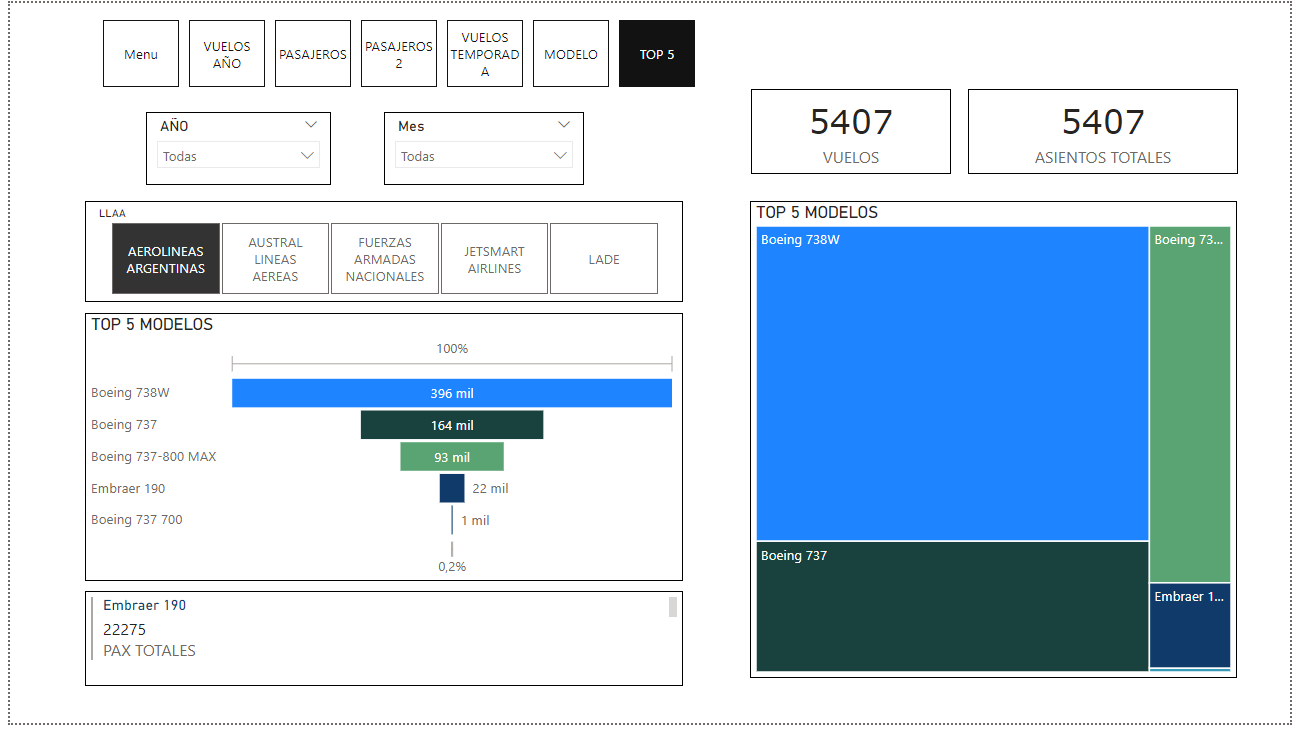 Menu
VUELOS
AÑO
PASAJEROS
PASAJEROS
2
VUELOS
TEMPORAD
A
MODELO
TOP 5
AÑO
Todas
Mes
Todas
5407
VUELOS
5407
ASIENTOS TOTALES
LLAA
AEROLINEAS
ARGENTINAS
AUSTRAL
LINEAS
AEREAS
FUERZAS
ARMADAS
NACIONALES
JETSMART
AIRLINES
LADE
TOP 5 MODELOS
100%
Boeing 738W
396 mil
Boeing 737
164 mil
Boeing 737-800 MAX
93 mil
Embraer 190
22 mil
Boeing 737 700
1 mil
0,2%
Embraer 190
22275
PAX TOTALES
TOP 5 MODELOS
Boeing 738W
Boeing 73...
Boeing 737
Embraer 1...